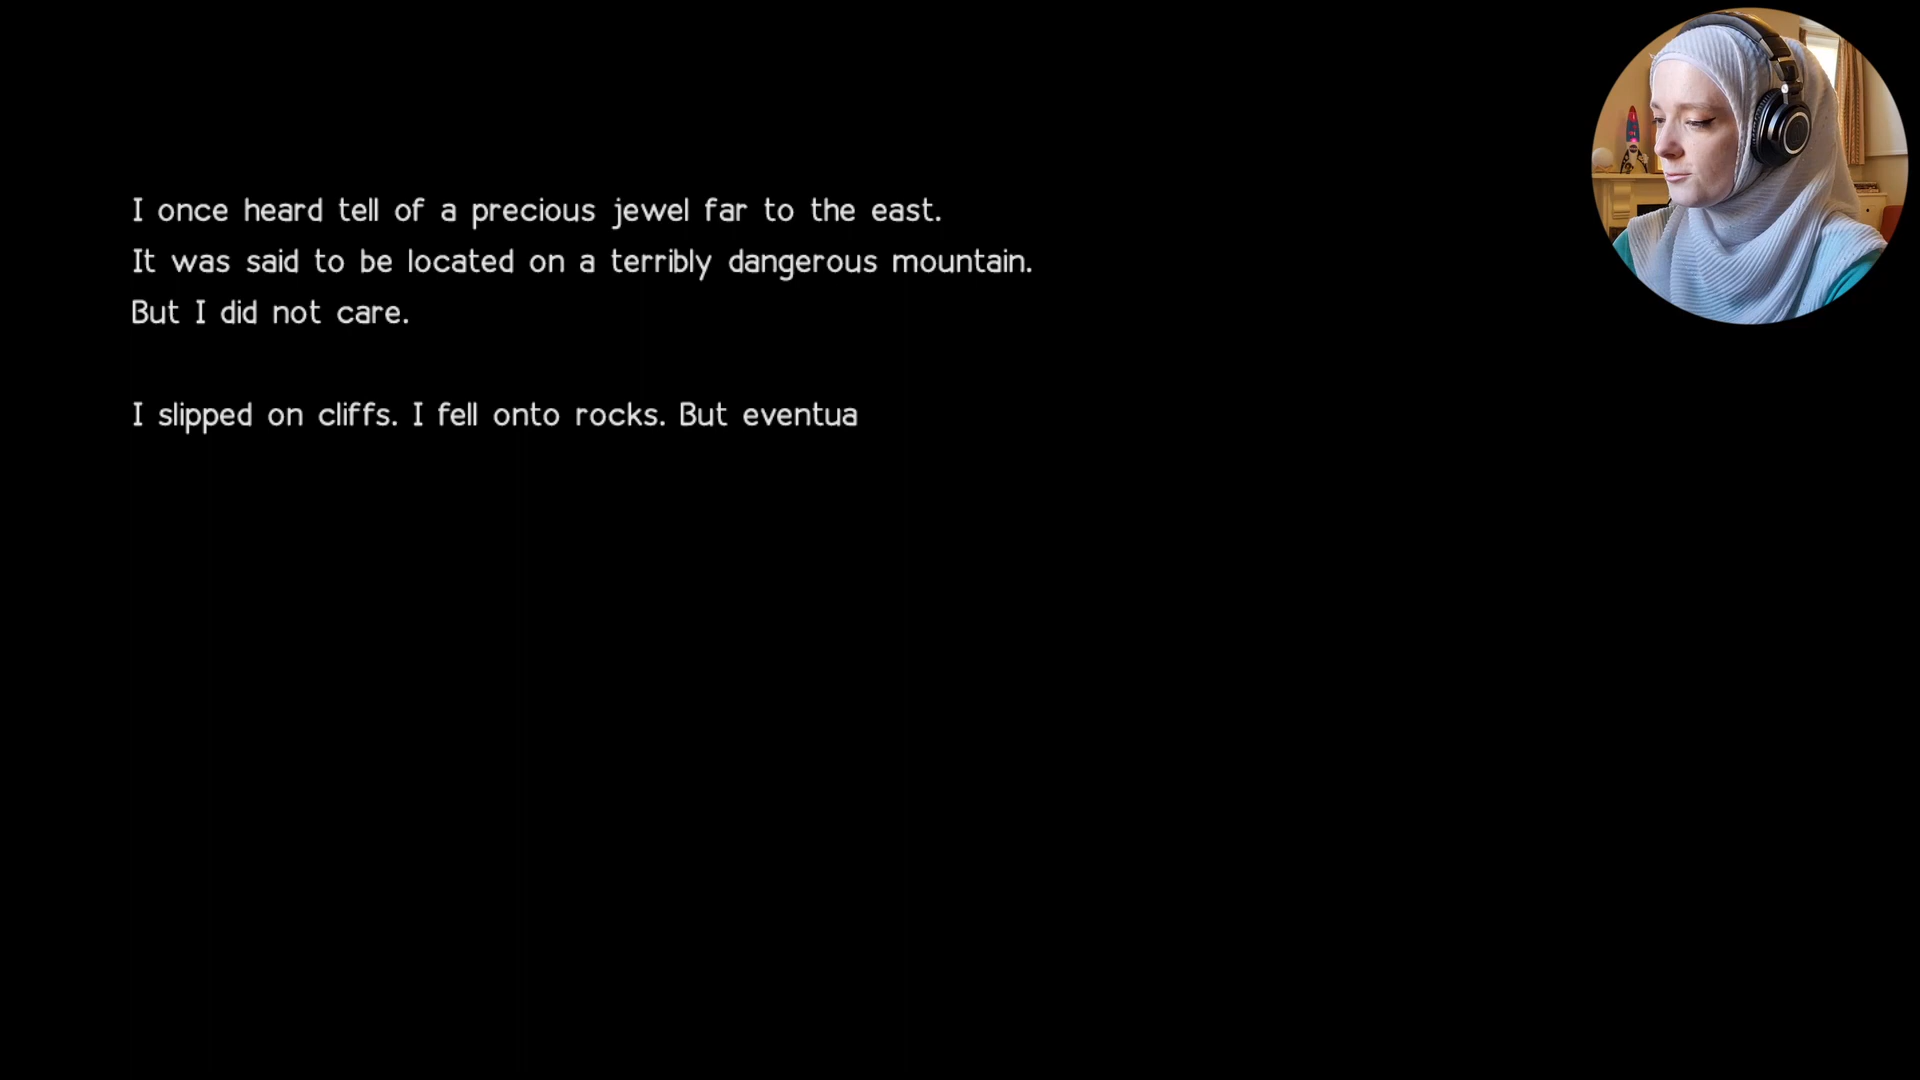 I once heard tell of a precious jewel far to the east.
It was said to be located on a terribly dangerous mountain.
But I did not care.
I slipped on cliffs. I fell onto rocks. But eventua